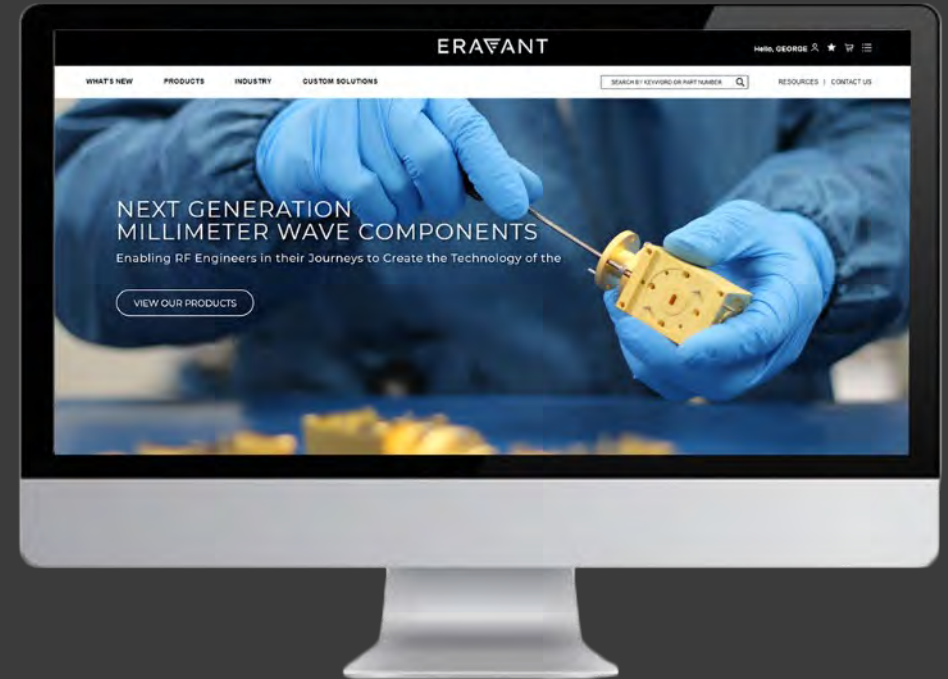 ERAVANT
Hello, GEORGE
WHAT'S NEW PRODUCTS INDUSTRY CUSTOM SOLUTIONS SEARCH BY KEYWORD OR PART NUMBER RESOURCES | CONTACT US
NEXT GENERATION
MILLIMETER WAVE COMPONENTS
Enabling RF Engineers in their Journeys to Create the Technology of the
VIEW OUR PRODUCTS